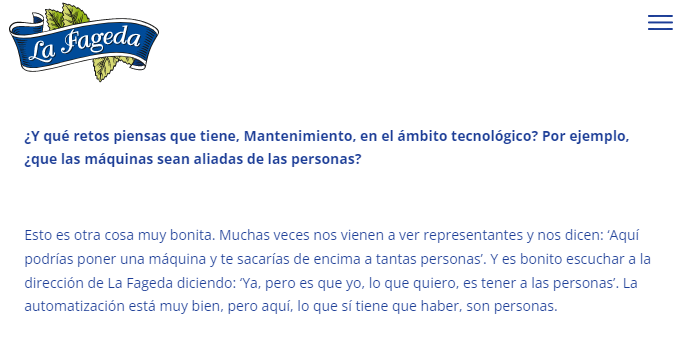 La Fageda
¿Y qué retos piensas que tiene, Mantenimiento, en el ámbito tecnológico? Por ejemplo,
¿que las máquinas sean aliadas de las personas?
Esto es otra cosa muy bonita. Muchas veces nos vienen a ver representantes y nos dicen: ‘Aquí
podrías poner una máquina y te sacarías de encima a tantas personas’. Y es bonito escuchar a la
dirección de La Fageda diciendo: ‘Ya, pero es que yo, lo que quiero, es tener a las personas’. La
automatización está muy bien, pero aquí, lo que sí tiene que haber, son personas.